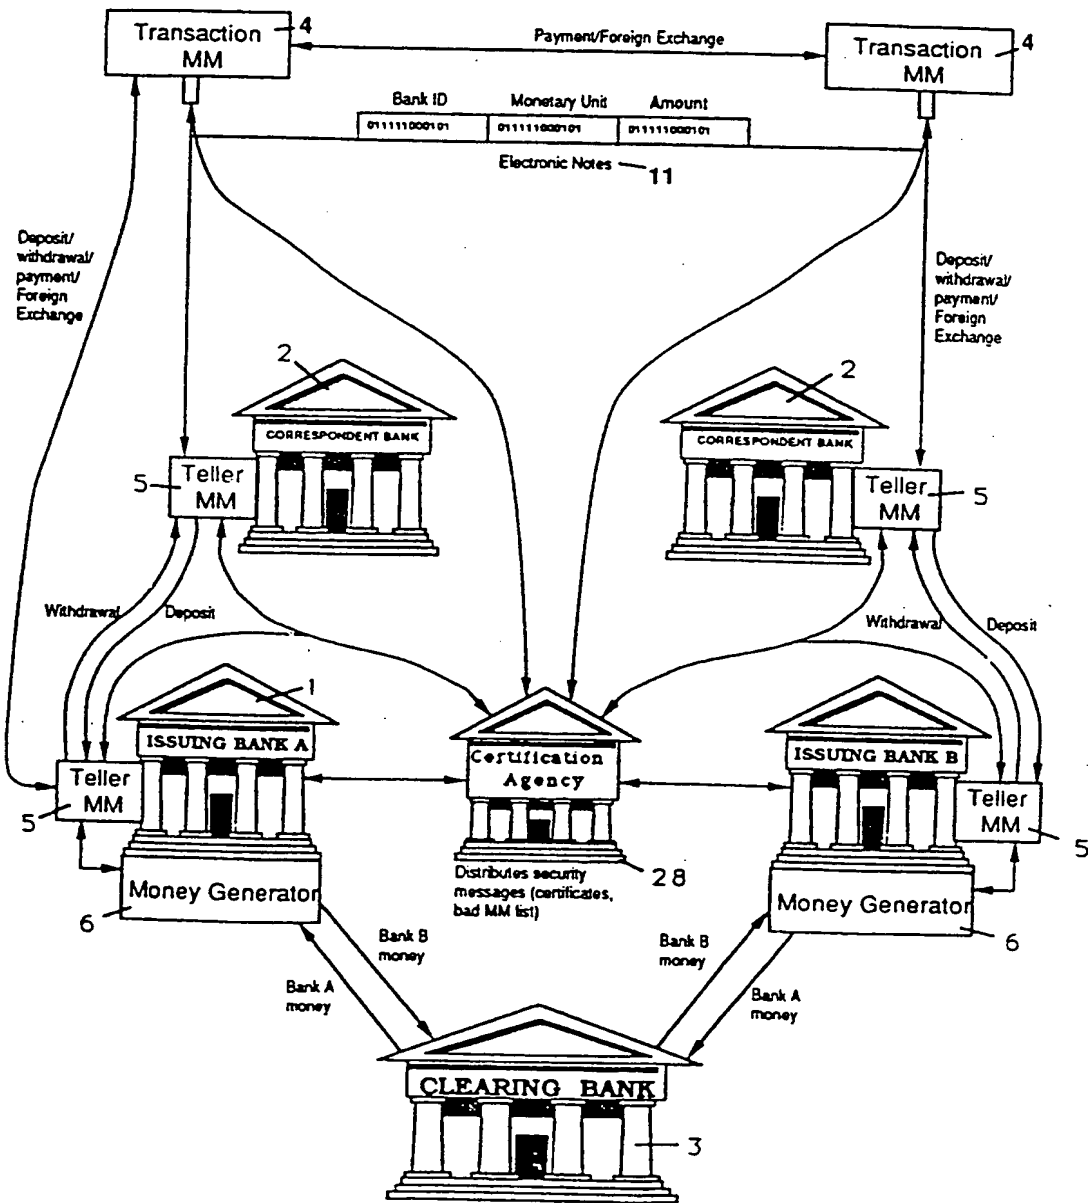 Transaction
MM
4
Payment/Foreign Exchange
Transaction
MM
4
Bank ID
Monetary Unit
Amount
011111000101
011111000101
011111000101
Electronic Notes
11
Deposit/
withdrawal/
payment/
Foreign
Exchange
Deposit/
withdrawal/
payment/
Foreign
Exchange
2
CORRESPONDENT BANK
2
CORRESPONDENT BANK
5
Teller
MM
Teller
MM
5
Withdrawal
Deposit
Withdrawal
Deposit
1
ISSUING BANK A
Certification
Agency
ISSUING BANK B
Teller
MM
5
Teller
MM
5
Money Generator
6
Distributes security
messages (certificates,
bad MM list)
28
Money Generator
6
Bank B
money
Bank A
money
Bank B
money
Bank A
money
CLEARING BANK
3